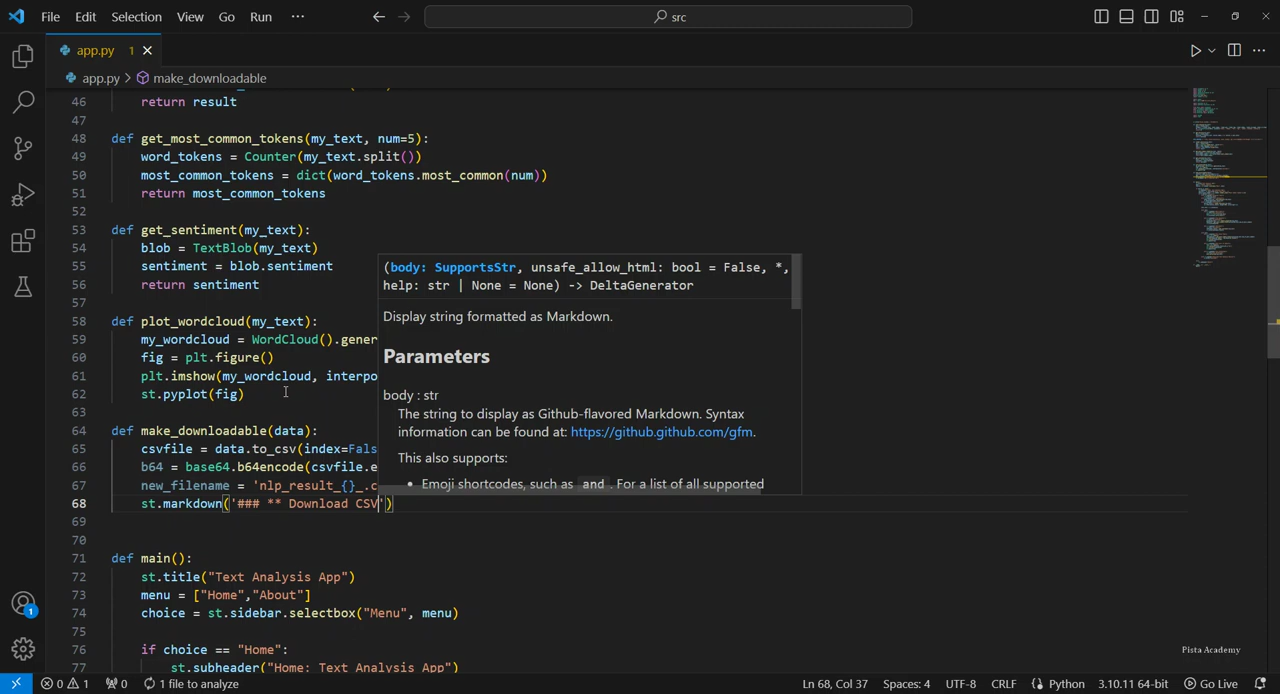 File Edit Selection View Go Run ··· src
app.py 1
app.py > make_downloadable
46 return result
47
48 def get_most_common_tokens(my_text, num=5):
49 word_tokens = Counter(my_text.split())
50 most_common_tokens = dict(word_tokens.most_common(num))
51 return most_common_tokens
52
53 def get_sentiment(my_text):
54 blob = TextBlob(my_text)
55 sentiment = blob.sentiment
56 return sentiment
57
58 def plot_wordcloud(my_text):
59 my_wordcloud = WordCloud().gener
60 fig = plt.figure()
61 plt.imshow(my_wordcloud, interpo
62 st.pyplot(fig)
63
64 def make_downloadable(data):
65 csvfile = data.to_csv(index=Fals
66 b64 = base64.b64encode(csvfile.e
67 new_filename = 'nlp_result_{}_.c
68 st.markdown('### ** Download CSV')
69
70
71 def main():
72 st.title("Text Analysis App")
73 menu = ["Home","About"]
74 choice = st.sidebar.selectbox("Menu", menu)
75
76 if choice == "Home":
77 st.subheader("Home: Text Analysis App")
(body: SupportsStr, unsafe_allow_html: bool = False, *,
help: str | None = None) -> DeltaGenerator
Display string formatted as Markdown.
Parameters
body : str
The string to display as Github-flavored Markdown. Syntax
information can be found at: https://github.github.com/gfm.
This also supports:
• Emoji shortcodes, such as and . For a list of all supported
Pista Academy
1
0 1 0 1 file to analyze Ln 68, Col 37 Spaces: 4 UTF-8 CRLF Python 3.10.11 64-bit Go Live